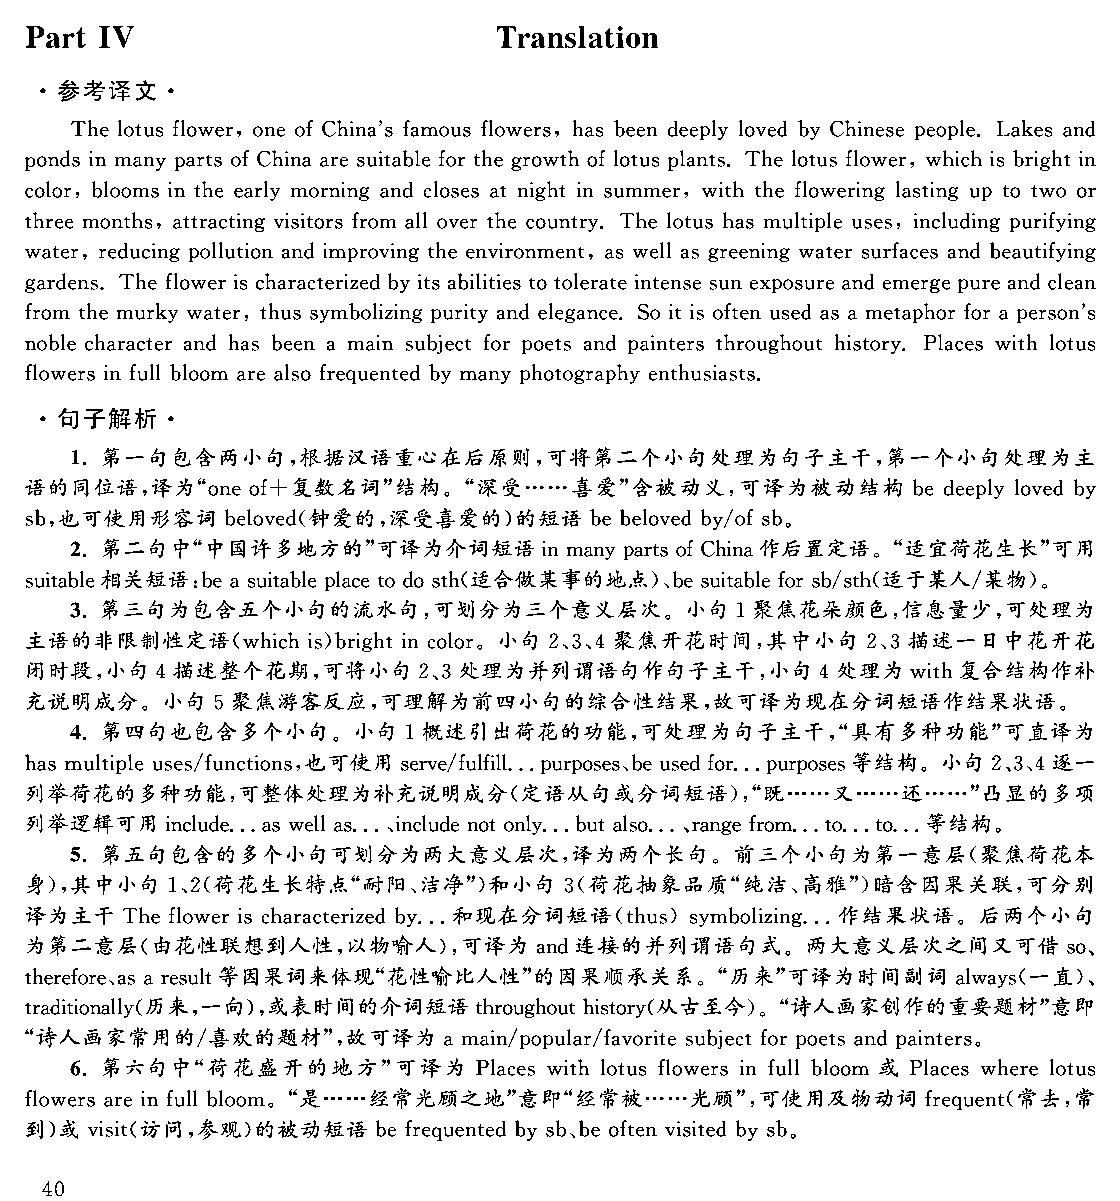 Part IV
Translation
·参考译文·
The lotus flower, one of China's famous flowers, has been deeply loved by Chinese people. Lakes and
ponds in many parts of China are suitable for the growth of lotus plants. The lotus flower, which is bright in
color, blooms in the early morning and closes at night in summer, with the flowering lasting up to two or
three months, attracting visitors from all over the country. The lotus has multiple uses, including purifying
water, reducing pollution and improving the environment, as well as greening water surfaces and beautifying
gardens. The flower is characterized by its abilities to tolerate intense sun exposure and emerge pure and clean
from the murky water, thus symbolizing purity and elegance. So it is often used as a metaphor for a person's
noble character and has been a main subject for poets and painters throughout history. Places with lotus
flowers in full bloom are also frequented by many photography enthusiasts.
·句子解析·
1. 第一句包含两小句,根据汉语重心在后原则,可将第二个小句处理为句子主干,第一个小句处理为主
语的同位语,译为“one of+复数名词”结构。“深受……喜爱”含被动义,可译为被动结构 be deeply loved by
sb,也可使用形容词 beloved(钟爱的,深受喜爱的)的短语 be beloved by/of sb。
2. 第二句中“中国许多地方的”可译为介词短语 in many parts of China 作后置定语。“适宜荷花生长”可用
suitable 相关短语:be a suitable place to do sth(适合做某事的地点)、be suitable for sb/sth(适于某人/某物)。
3. 第三句为包含五个小句的流水句,可划分为三个意义层次。小句 1 聚焦花朵颜色,信息量少,可处理为
主语的非限制性定语(which is)bright in color。小句 2、3、4 聚焦开花时间,其中小句 2、3 描述一日中花开花
闭时段,小句 4 描述整个花期,可将小句 2、3 处理为并列谓语句作句子主干,小句 4 处理为 with 复合结构作补
充说明成分。小句 5 聚焦游客反应,可理解为前四小句的综合性结果,故可译为现在分词短语作结果状语。
4. 第四句也包含多个小句。小句 1 概述引出荷花的功能,可处理为句子主干,“具有多种功能”可直译为
has multiple uses/functions,也可使用 serve/fulfill... purposes、be used for... purposes 等结构。小句 2、3、4 逐一
列举荷花的多种功能,可整体处理为补充说明成分(定语从句或分词短语),“既……又……还……”凸显的多项
列举逻辑可用 include... as well as... 、include not only... but also... 、range from... to... to... 等结构。
5. 第五句包含的多个小句可划分为两大意义层次,译为两个长句。前三个小句为第一意层(聚焦荷花本
身),其中小句 1、2(荷花生长特点“耐阳、洁净”)和小句 3(荷花抽象品质“纯洁、高雅”)暗含因果关联,可分别
译为主干 The flower is characterized by... 和现在分词短语(thus) symbolizing... 作结果状语。后两个小句
为第二意层(由花性联想到人性,以物喻人),可译为 and 连接的并列谓语句式。两大意义层次之间又可借 so、
therefore、as a result 等因果词来体现“花性喻比人性”的因果顺承关系。“历来”可译为时间副词 always(一直)、
traditionally(历来,一向),或表时间的介词短语 throughout history(从古至今)。“诗人画家创作的重要题材”意即
“诗人画家常用的/喜欢的题材”,故可译为 a main/popular/favorite subject for poets and painters。
6. 第六句中“荷花盛开的地方”可译为 Places with lotus flowers in full bloom 或 Places where lotus
flowers are in full bloom。“是……经常光顾之地”意即“经常被……光顾”,可使用及物动词 frequent(常去,常
到)或 visit(访问,参观)的被动短语 be frequented by sb、be often visited by sb。
40